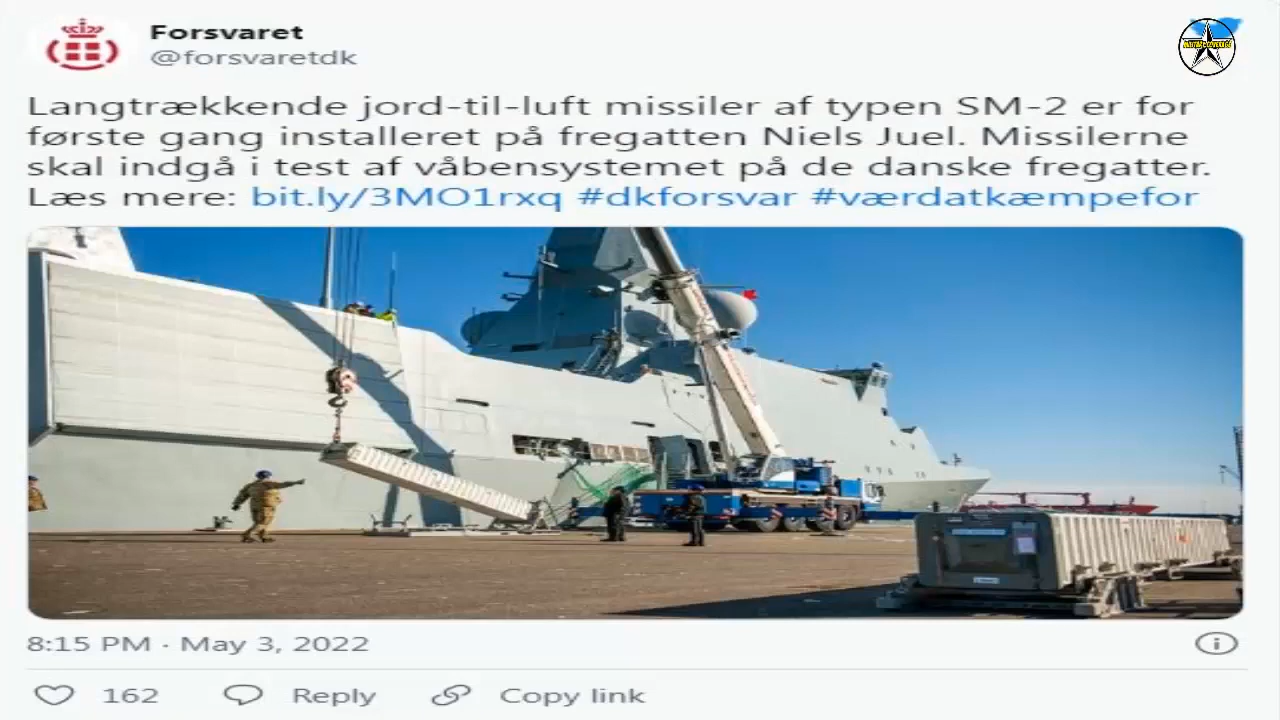 Forsvaret
@forsvaretdk
Langtrækkende jord-til-luft missiler af typen SM-2 er for
første gang installeret på fregatten Niels Juel. Missilerne
skal indgå i test af våbensystemet på de danske fregatter.
Læs mere: bit.ly/3MO1rxq #dkforsvar #værdatkæmpefor
8:15 PM · May 3, 2022
162 Reply Copy link